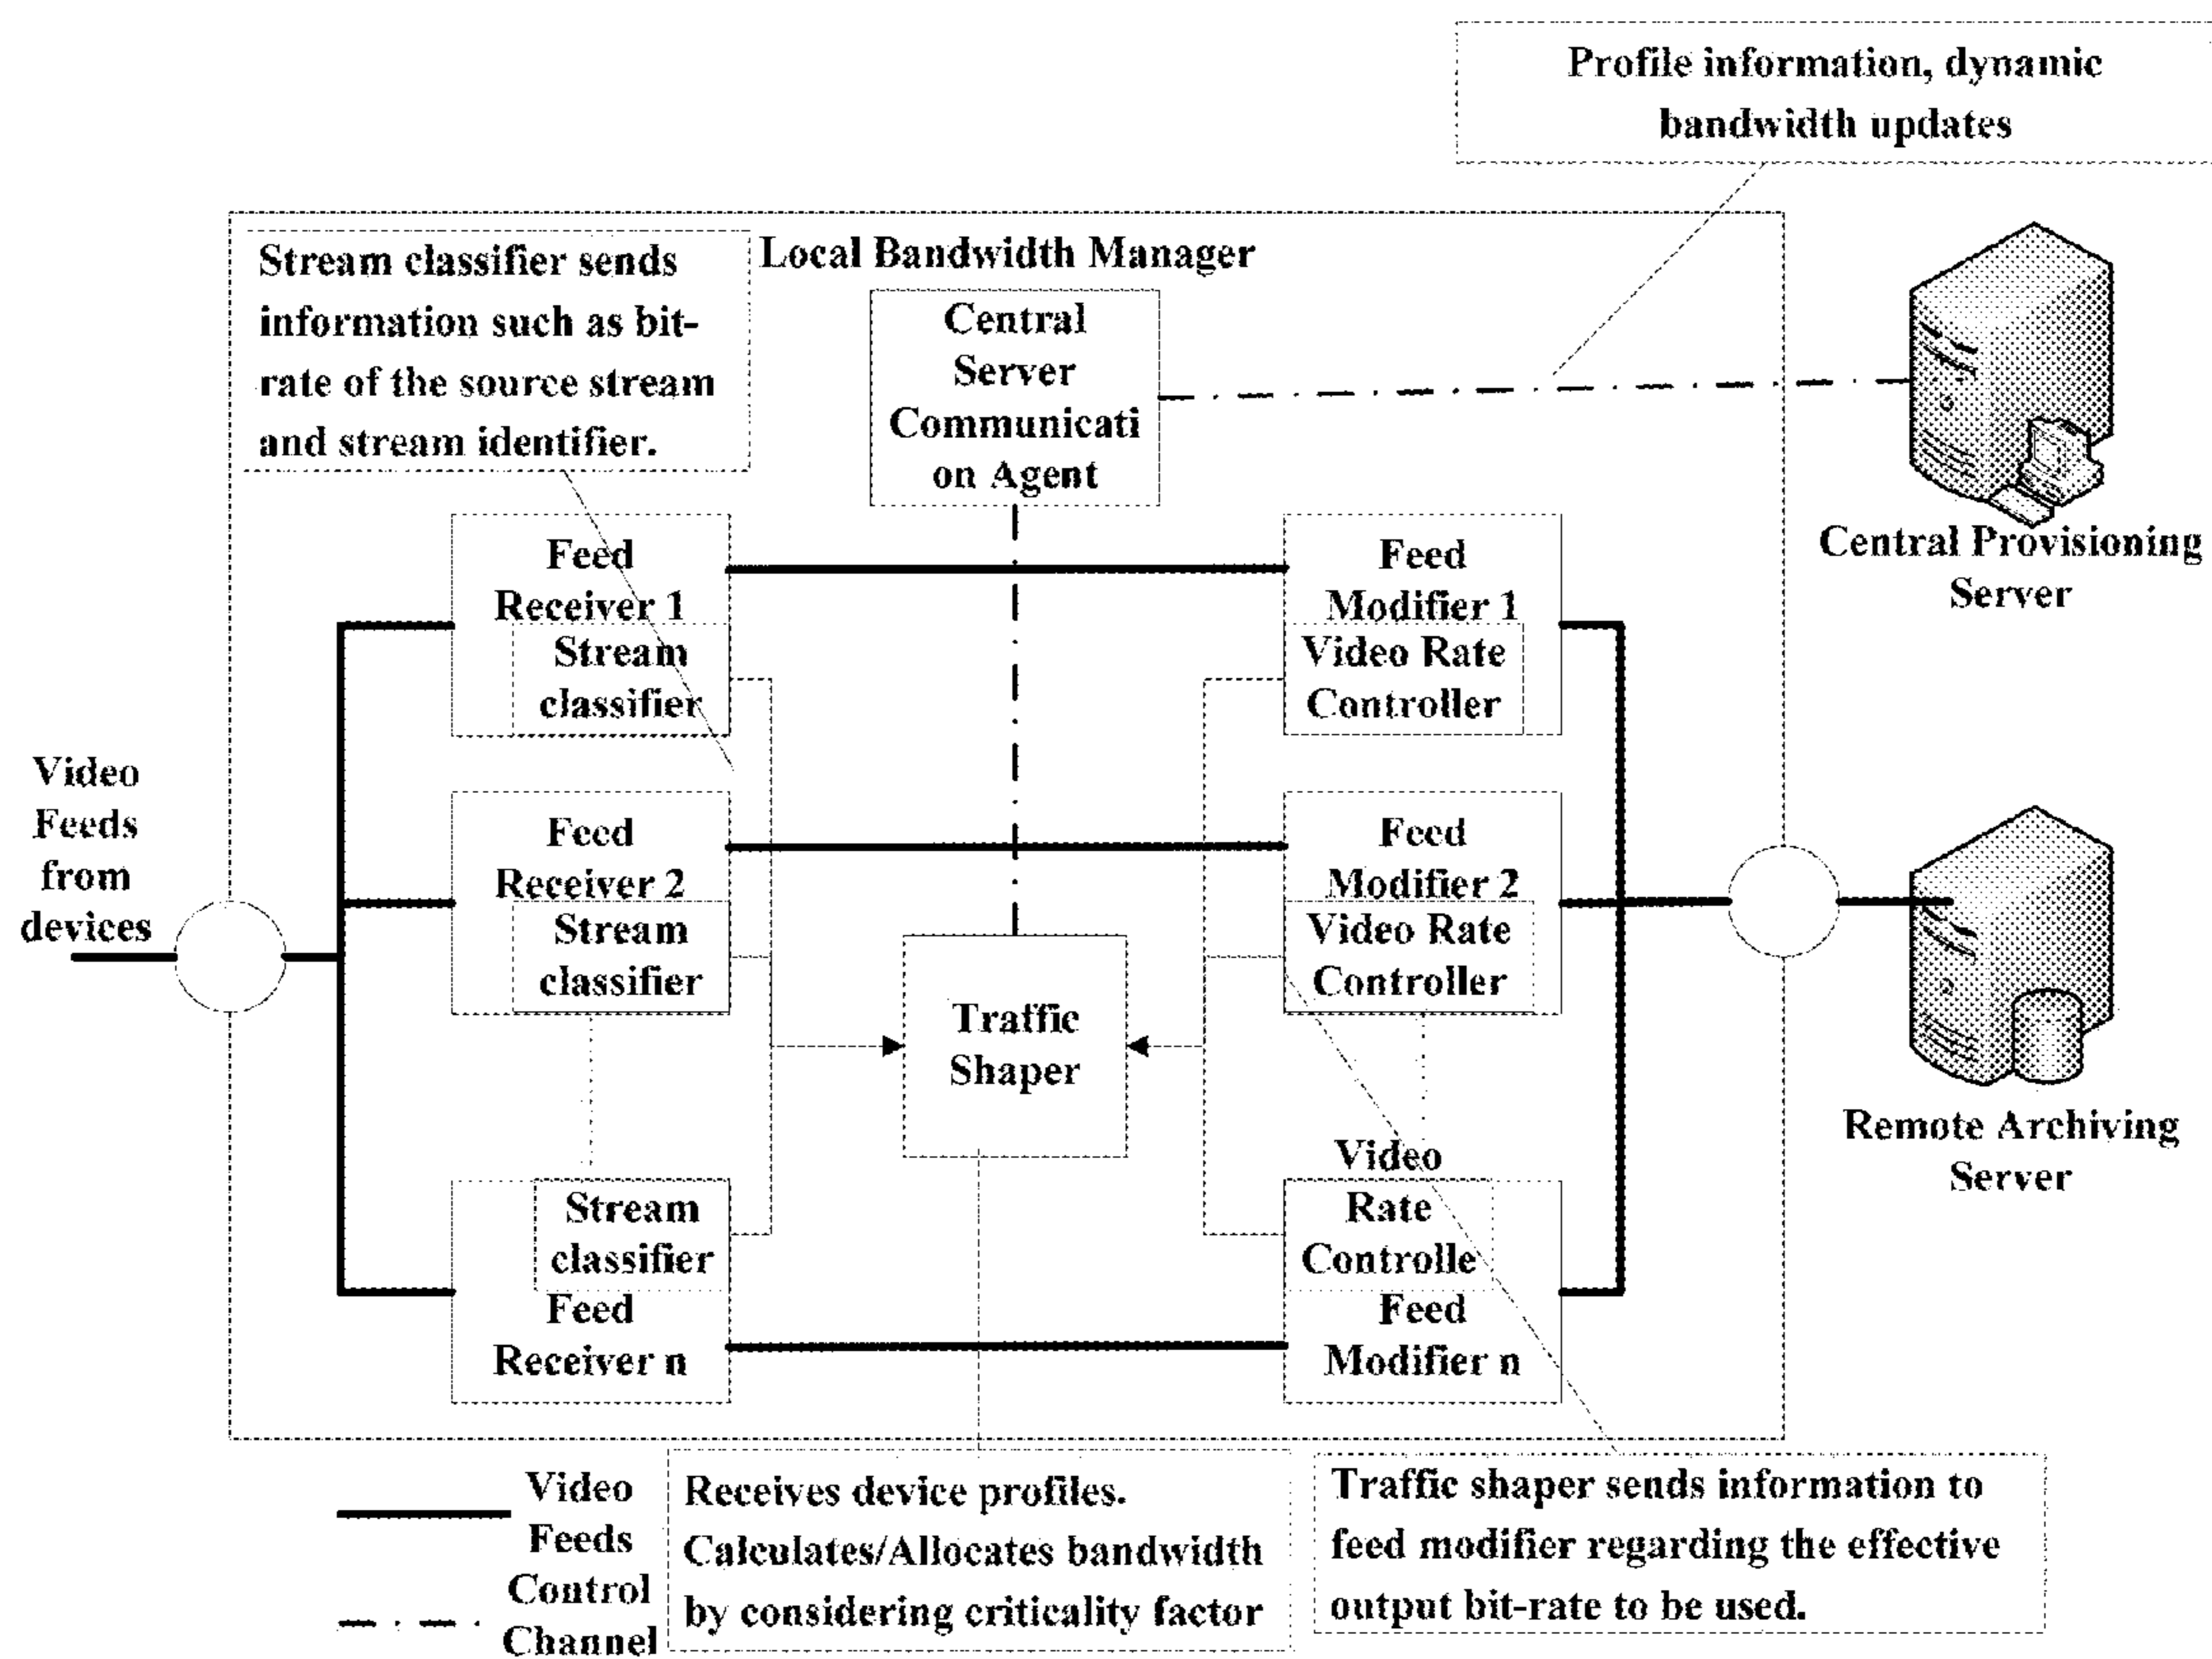 Profile information, dynamic
bandwidth updates
Local Bandwidth Manager
Stream classifier sends
information such as bit-
rate of the source stream
and stream identifier.
Central
Server
Communicati
on Agent
Central Provisioning
Server
Feed
Receiver 1
Stream
classifier
Feed
Modifier 1
Video Rate
Controller
Video
Feeds
from
devices
Feed
Receiver 2
Stream
classifier
Feed
Modifier 2
Video Rate
Controller
Traffic
Shaper
Remote Archiving
Server
Stream
classifier
Feed
Receiver n
Video
Rate
Controlle
Feed
Modifier n
Video
Feeds
Control
Channel
Receives device profiles.
Calculates/Allocates bandwidth
by considering criticality factor
Traffic shaper sends information to
feed modifier regarding the effective
output bit-rate to be used.